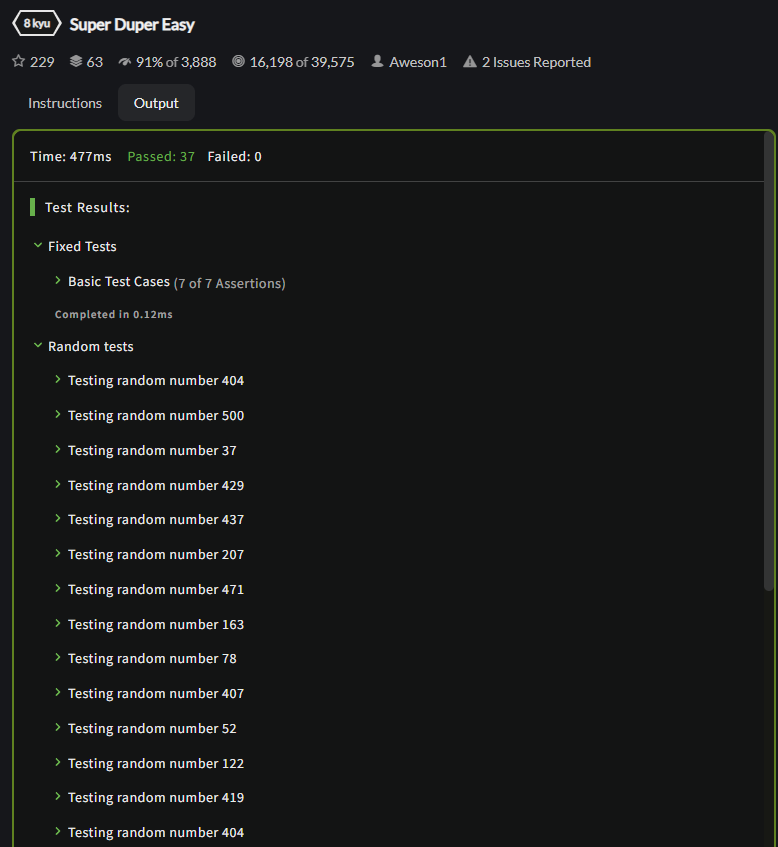 8 kyu Super Duper Easy
229 63 91% of 3,888 16,198 of 39,575 Aweson1 2 Issues Reported
Instructions Output
Time: 477ms Passed: 37 Failed: 0
Test Results:
Fixed Tests
Basic Test Cases (7 of 7 Assertions)
Completed in 0.12ms
Random tests
Testing random number 404
Testing random number 500
Testing random number 37
Testing random number 429
Testing random number 437
Testing random number 207
Testing random number 471
Testing random number 163
Testing random number 78
Testing random number 407
Testing random number 52
Testing random number 122
Testing random number 419
Testing random number 404